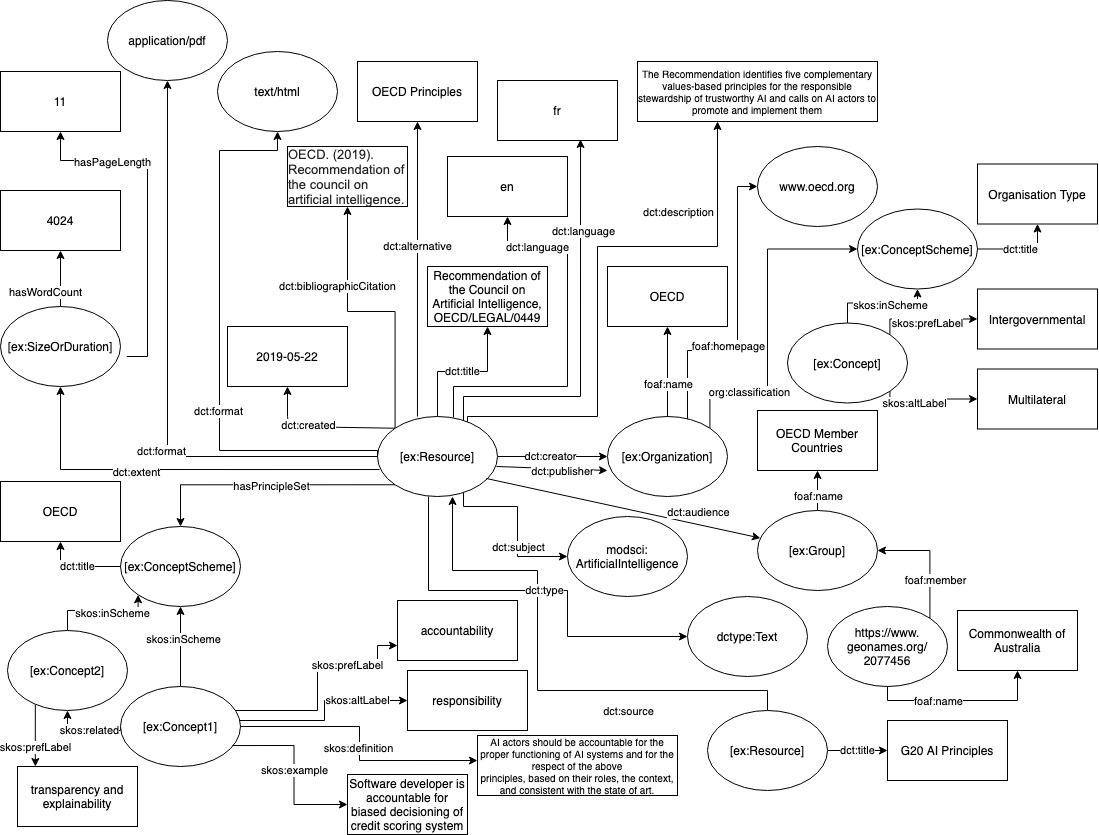 application/pdf
text/html
11
OECD Principles
fr
The Recommendation identifies five complementary
values-based principles for the responsible
stewardship of trustworthy AI and calls on AI actors to
promote and implement them
hasPageLength
OECD. (2019).
Recommendation of
the council on
artificial intelligence.
en
www.oecd.org
Organisation Type
4024
dct:description
dct:language
dct:alternative
dct:language
[ex:ConceptScheme]
dct:title
hasWordCount
dct:bibliographicCitation
Recommendation of
the Council on
Artificial Intelligence,
OECD/LEGAL/0449
OECD
skos:inScheme
skos:prefLabel
Intergovernmental
[ex:SizeOrDuration]
2019-05-22
foaf:homepage
[ex:Concept]
dct:title
foaf:name
org:classification
skos:altLabel
Multilateral
dct:format
dct:created
OECD Member
Countries
dct:format
[ex:Resource]
dct:creator
[ex:Organization]
dct:extent
dct:publisher
hasPrincipleSet
foaf:name
OECD
dct:audience
dct:subject
modsci:
ArtificialIntelligence
[ex:Group]
dct:title
[ex:ConceptScheme]
foaf:member
dct:type
skos:inScheme
skos:inScheme
accountability
dctype:Text
https://www.
geonames.org/
2077456
Commonwealth of
Australia
[ex:Concept2]
skos:prefLabel
skos:altLabel
responsibility
foaf:name
dct:source
[ex:Concept1]
skos:related
skos:prefLabel
skos:definition
AI actors should be accountable for the
proper functioning of AI systems and for the
respect of the above
principles, based on their roles, the context,
and consistent with the state of art.
[ex:Resource]
dct:title
G20 AI Principles
skos:example
transparency and
explainability
Software developer is
accountable for
biased decisioning of
credit scoring system